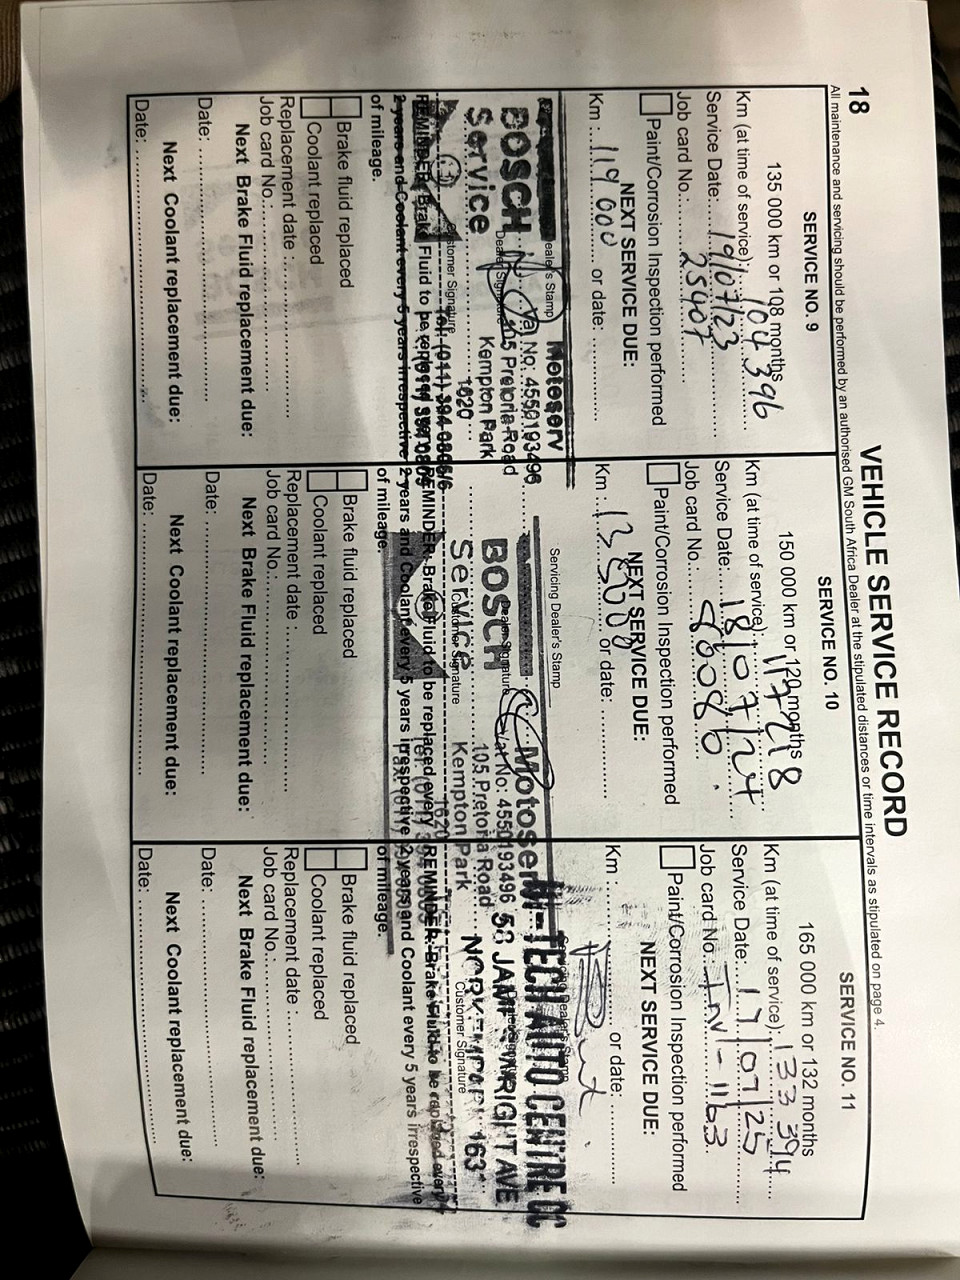 18
VEHICLE SERVICE RECORD
All maintenance and servicing should be performed by an authorised GM South Africa Dealer at the stipulated distances or time intervals as stipulated on page 4.
SERVICE NO. 9
135 000 km or 108 months
Km (at time of service): 104 396
Service Date: 19/07/23
Job card No.: 25407
Paint/Corrosion Inspection performed
NEXT SERVICE DUE:
Km : 119 000 or date:
Dealer's Stamp
Motoserv
BOSCH
Service
Vat No: 4550193496
105 Pretoria Road
Kempton Park
1620
Tel: (011) 394 0865/6
Dealer Signature
Customer Signature
REMINDER: Brake Fluid to be replaced
2 years and Coolant every 5 years irrespective
of mileage.
Brake fluid replaced
Coolant replaced
Replacement date :
Job card No.:
Next Brake Fluid replacement due:
Date:
Next Coolant replacement due:
Date:
SERVICE NO. 10
150 000 km or 120 months
Km (at time of service):
Service Date: 18/07/24
Job card No. 80086
Paint/Corrosion Inspection performed
NEXT SERVICE DUE:
Km : or date:
Servicing Dealer's Stamp
Motoserv
BOSCH
Service
Vat No: 4550193496
105 Pretoria Road
Kempton Park
1620
Dealer Signature
Customer Signature
REMINDER: Brake Fluid to be replaced every
2 years and Coolant every 5 years irrespective
of mileage.
Brake fluid replaced
Coolant replaced
Replacement date :
Job card No.:
Next Brake Fluid replacement due:
Date:
Next Coolant replacement due:
Date:
SERVICE NO. 11
165 000 km or 132 months
Km (at time of service): 133 394
Service Date: 17/07/25
Job card No. INV-1163
Paint/Corrosion Inspection performed
NEXT SERVICE DUE:
Km : or date:
TECH AUTO CENTRE CC
58 WRIGHT AVE
Customer Signature
REMINDER: Brake Fluid to be replaced every
2 years and Coolant every 5 years irrespective
of mileage.
Brake fluid replaced
Coolant replaced
Replacement date :
Job card No.:
Next Brake Fluid replacement due:
Date:
Next Coolant replacement due:
Date: